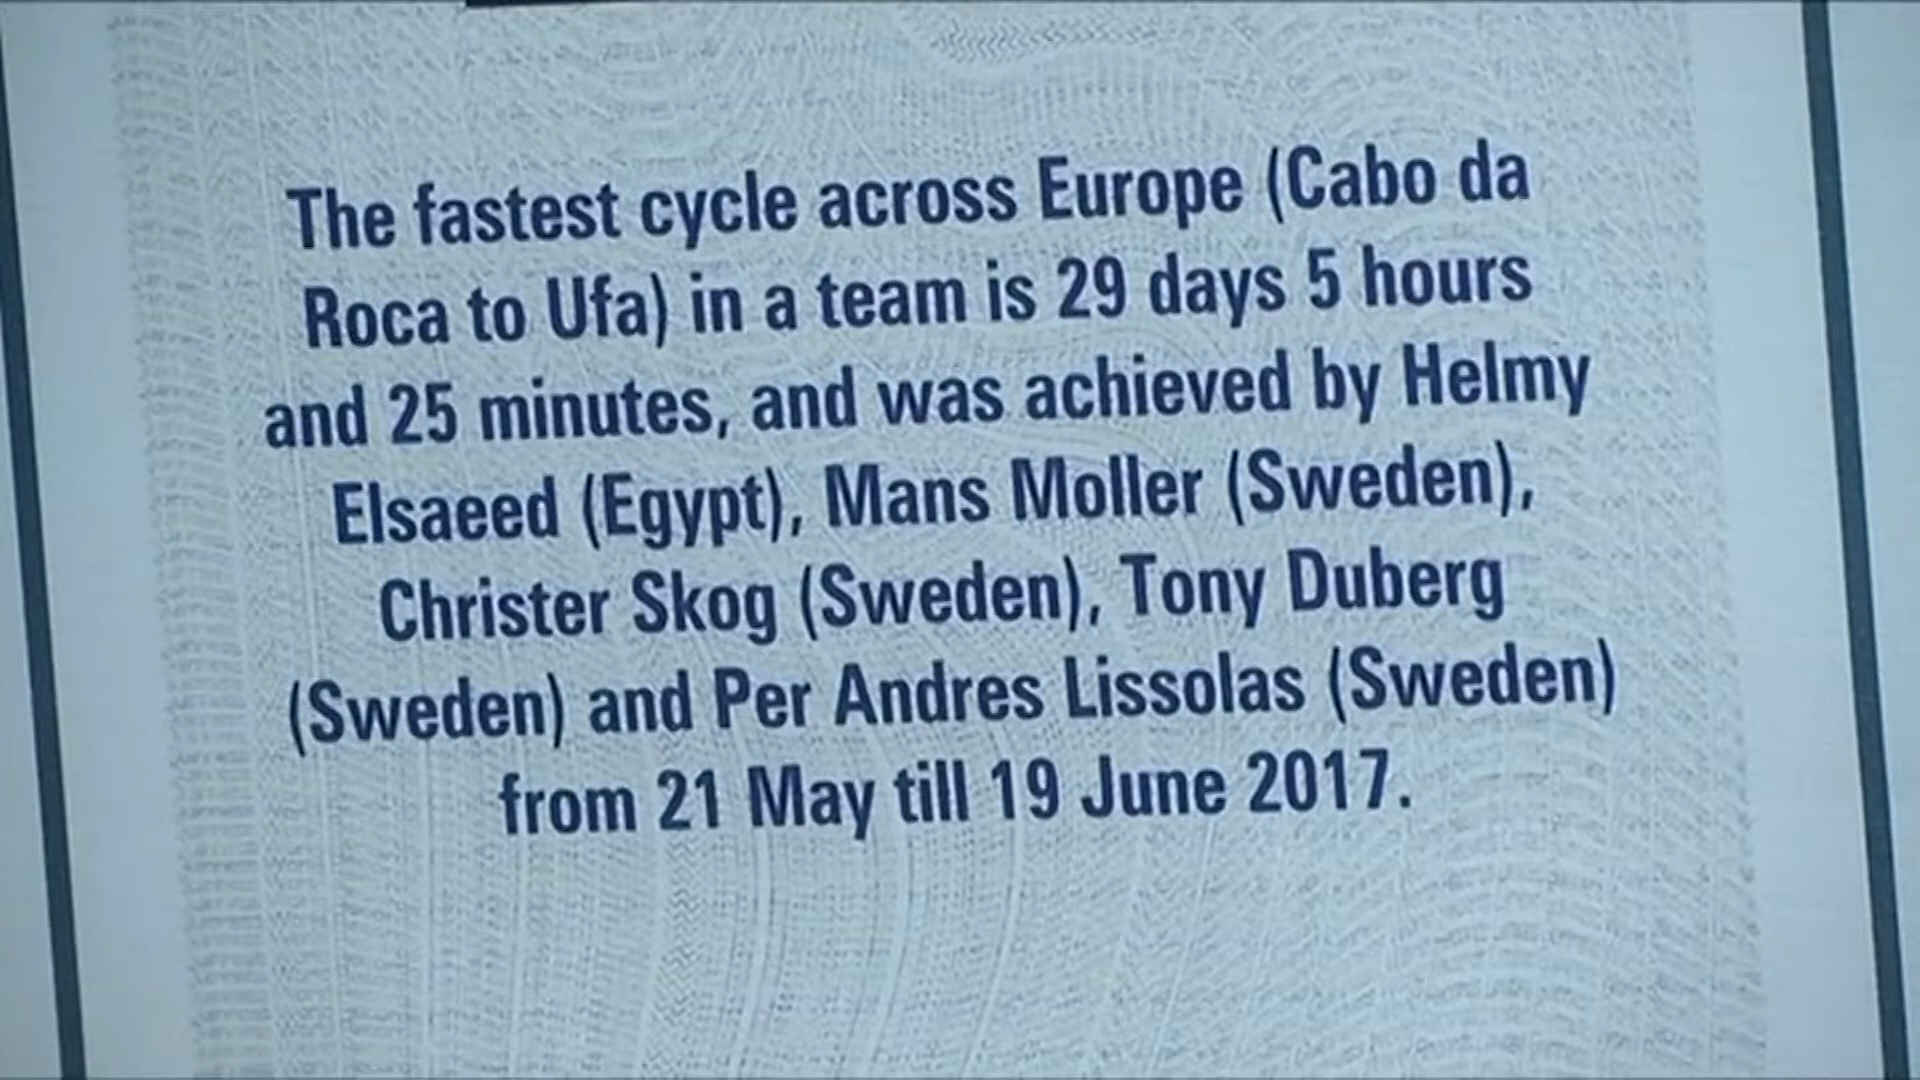 The fastest cycle across Europe (Cabo da
Roca to Ufa) in a team is 29 days 5 hours
and 25 minutes, and was achieved by Helmy
Elsaeed (Egypt), Mans Moller (Sweden),
Christer Skog (Sweden), Tony Duberg
(Sweden) and Per Andres Lissolas (Sweden)
from 21 May till 19 June 2017.